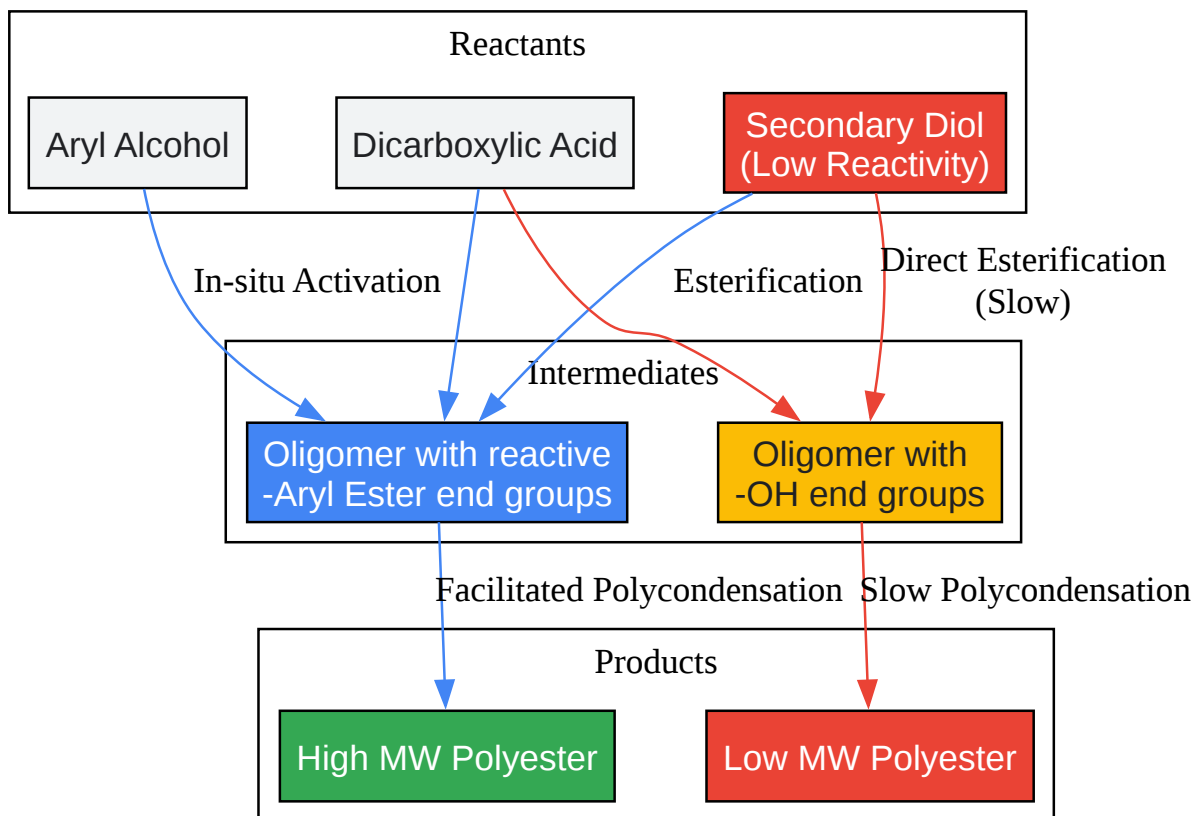 Reactants
Aryl Alcohol
Dicarboxylic Acid
Secondary Diol
(Low Reactivity)
In-situ Activation
Esterification
Direct Esterification
(Slow)
Intermediates
Oligomer with reactive
-Aryl Ester end groups
Oligomer with
-OH end groups
Facilitated Polycondensation
Slow Polycondensation
Products
High MW Polyester
Low MW Polyester